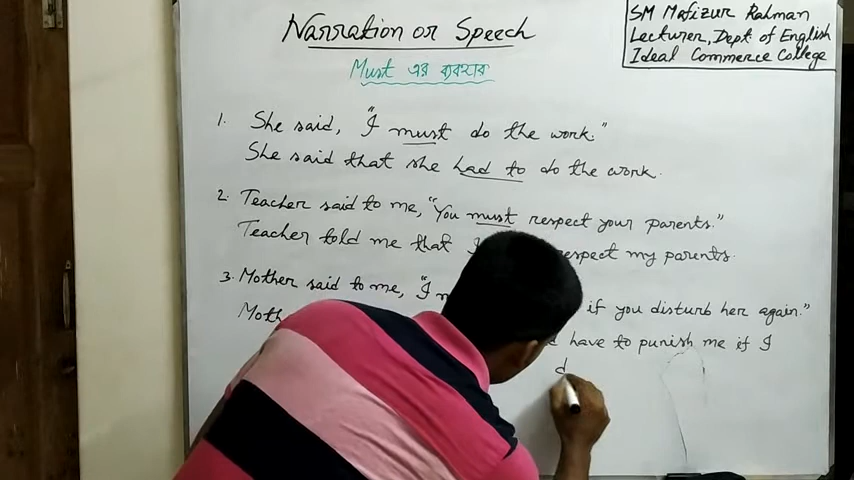 Narration or Speech
SM Mafizur Rahman
Lecturer, Dept of English
Ideal Commerce College
Must এর ব্যবহার
1. She said, "I must do the work."
She said that she had to do the work.
2. Teacher said to me, "You must respect your parents."
Teacher told me that I respect my parents.
3. Mother said to me, "I if you disturb her again."
have to punish me if I
d